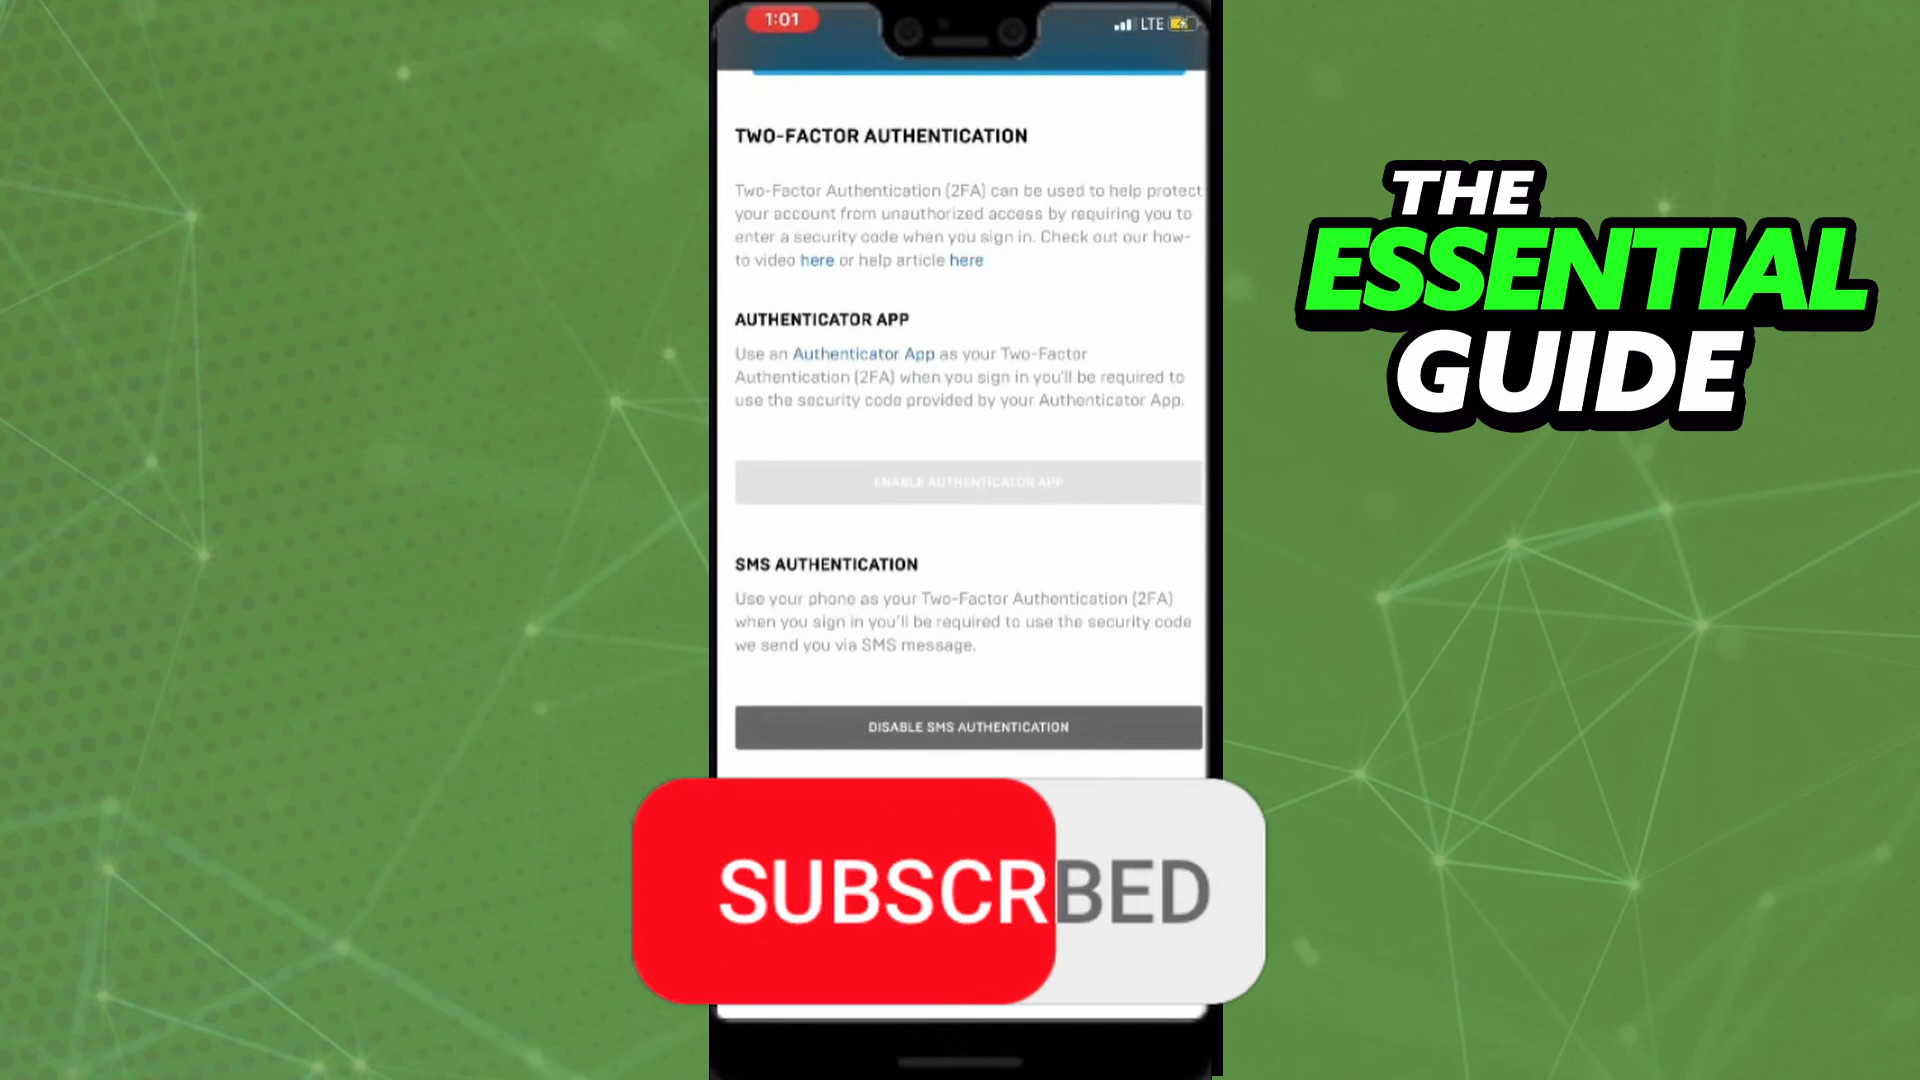 1:01
LTE
TWO-FACTOR AUTHENTICATION
Two-Factor Authentication (2FA) can be used to help protect
your account from unauthorized access by requiring you to
enter a security code when you sign in. Check out our how-
to video here or help article here
AUTHENTICATOR APP
Use an Authenticator App as your Two-Factor
Authentication (2FA) when you sign in you'll be required to
use the security code provided by your Authenticator App.
ENABLE AUTHENTICATOR APP
SMS AUTHENTICATION
Use your phone as your Two-Factor Authentication (2FA)
when you sign in you'll be required to use the security code
we send you via SMS message.
DISABLE SMS AUTHENTICATION
SUBSCRBED
THE
ESSENTIAL
GUIDE